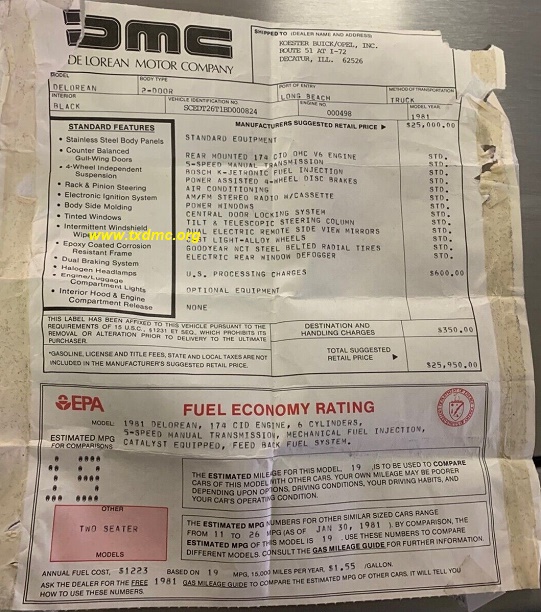 dmc
DE LOREAN MOTOR COMPANY
SHIPPED TO (DEALER NAME AND ADDRESS)
KOESTER BUICK/OPEL, INC.
ROUTE 51 AT I-72
DECATUR, ILL. 62526
MODEL
DELOREAN
BODY TYPE
2-DOOR
PORT OF ENTRY
LONG BEACH
METHOD OF TRANSPORTATION
TRUCK
INTERIOR
BLACK
VEHICLE IDENTIFICATION NO.
SCEDT26T1BD000824
ENGINE NO.
000498
MODEL YEAR
1981
MANUFACTURERS SUGGESTED RETAIL PRICE ▶ $25,000.00
STANDARD FEATURES
• Stainless Steel Body Panels
• Counter Balanced
Gull-Wing Doors
• 4-Wheel Independent
Suspension
• Rack & Pinion Steering
• Electronic Ignition System
• Body Side Molding
• Tinted Windows
• Intermittent Windshield
www.txdmc.org
• Epoxy Coated Corrosion
Resistant Frame
• Dual Braking System
• Halogen Headlamps
• Engine/Luggage
Compartment Lights
• Interior Hood & Engine
Compartment Release
STANDARD EQUIPMENT
REAR MOUNTED 174 CID OHC V6 ENGINE STD.
5-SPEED MANUAL TRANSMISSION STD.
BOSCH K-JETRONIC FUEL INJECTION STD.
POWER ASSISTED 4-WHEEL DISC BRAKES STD.
AIR CONDITIONING STD.
AM/FM STEREO RADIO W/CASSETTE STD.
POWER WINDOWS STD.
CENTRAL DOOR LOCKING SYSTEM STD.
TILT & TELESCOPIC STEERING COLUMN STD.
DUAL ELECTRIC REMOTE SIDE VIEW MIRRORS STD.
CAST LIGHT-ALLOY WHEELS STD.
GOODYEAR NCT STEEL BELTED RADIAL TIRES STD.
ELECTRIC REAR WINDOW DEFOGGER STD.
U.S. PROCESSING CHARGES $600.00
OPTIONAL EQUIPMENT
NONE
THIS LABEL HAS BEEN AFFIXED TO THIS VEHICLE PURSUANT TO THE
REQUIREMENTS OF 15 U.S.C., §1231 ET SEQ., WHICH PROHIBITS ITS
REMOVAL OR ALTERATION PRIOR TO DELIVERY TO THE ULTIMATE
PURCHASER.
*GASOLINE, LICENSE AND TITLE FEES, STATE AND LOCAL TAXES ARE NOT
INCLUDED IN THE MANUFACTURER'S SUGGESTED RETAIL PRICE.
DESTINATION AND
HANDLING CHARGES $350.00
TOTAL SUGGESTED
RETAIL PRICE ▶ $25,950.00
EPA
FUEL ECONOMY RATING
MODEL: 1981 DELOREAN, 174 CID ENGINE, 6 CYLINDERS,
5-SPEED MANUAL TRANSMISSION, MECHANICAL FUEL INJECTION,
CATALYST EQUIPPED, FEED BACK FUEL SYSTEM.
ESTIMATED MPG
FOR COMPARISONS
19
THE ESTIMATED MILEAGE FOR THIS MODEL, 19 , IS TO BE USED TO COMPARE
CARS OF THIS MODEL WITH OTHER CARS. YOUR OWN MILEAGE MAY BE POORER
DEPENDING UPON OPTIONS, DRIVING CONDITIONS, YOUR DRIVING HABITS, AND
YOUR CAR'S OPERATING CONDITION.
OTHER
TWO SEATER
MODELS
THE ESTIMATED MPG NUMBERS FOR OTHER SIMILAR SIZED CARS RANGE
FROM 11 TO 26 MPG (AS OF JAN 30, 1981 ). BY COMPARISON, THE
ESTIMATED MPG OF THIS MODEL IS 19 . USE THESE NUMBERS TO COMPARE
DIFFERENT MODELS. CONSULT THE GAS MILEAGE GUIDE FOR FURTHER INFORMATION.
ANNUAL FUEL COST, $1223 BASED ON 19 MPG, 15,000 MILES PER YEAR, $1.55 /GALLON.
ASK THE DEALER FOR THE FREE 1981 GAS MILEAGE GUIDE TO COMPARE THE ESTIMATED MPG OF OTHER CARS, IT WILL TELL YOU
HOW TO USE THESE NUMBERS.